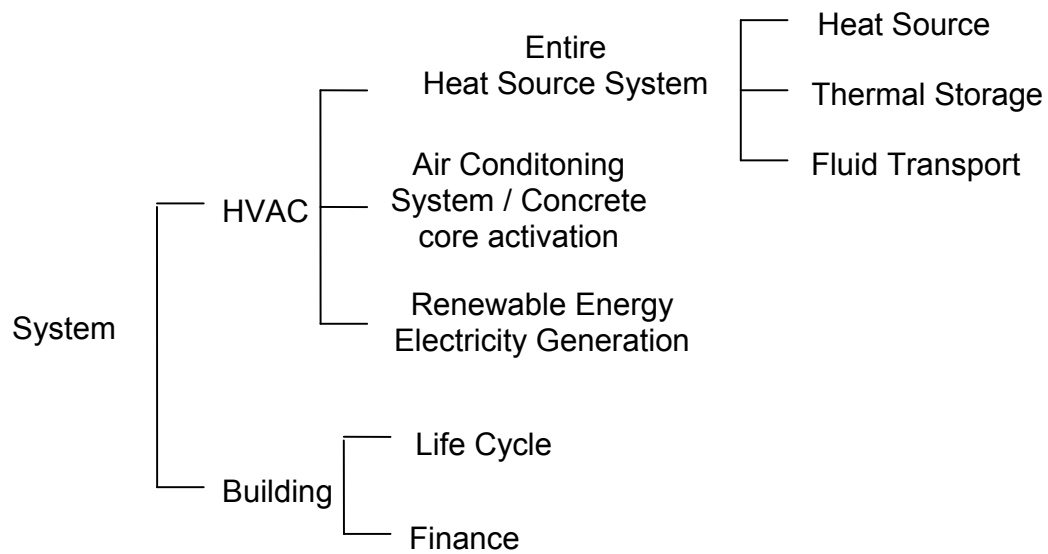 Entire
Heat Source System
Heat Source
Thermal Storage
Fluid Transport
HVAC
Air Conditoning
System / Concrete
core activation
Renewable Energy
Electricity Generation
System
Building
Life Cycle
Finance